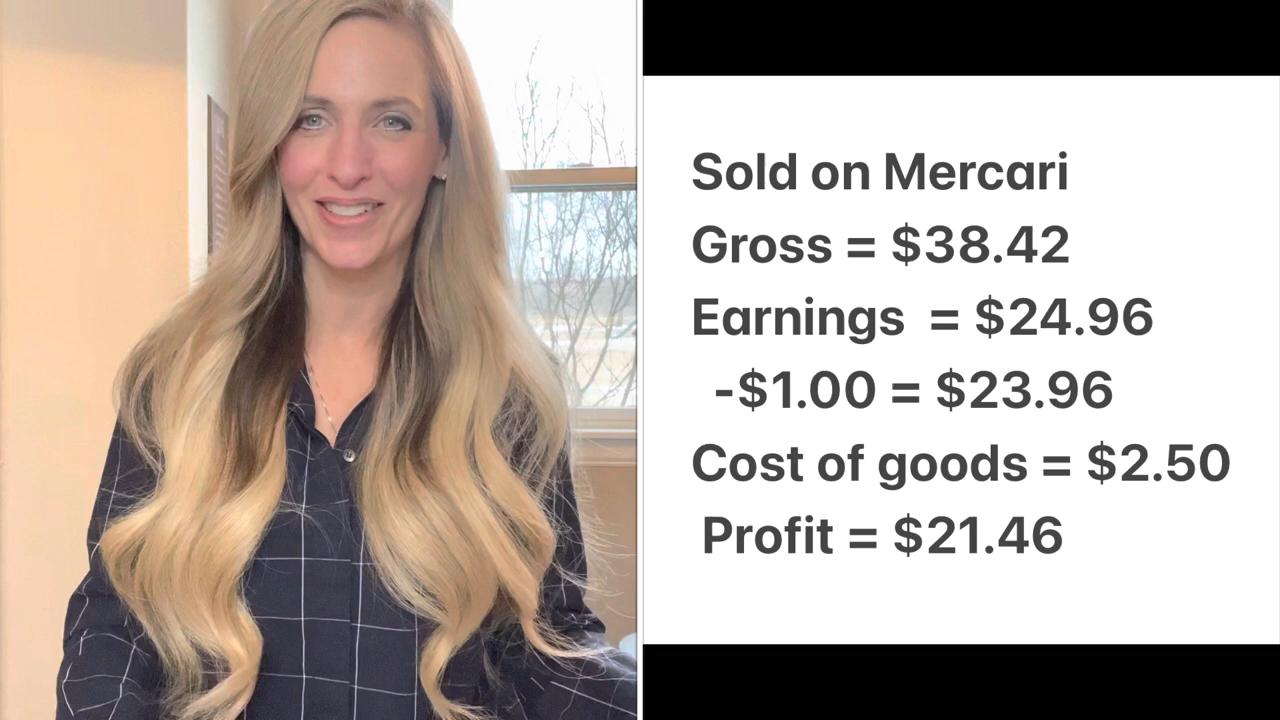 Sold on Mercari
Gross = $38.42
Earnings = $24.96
-$1.00 = $23.96
Cost of goods = $2.50
Profit = $21.46